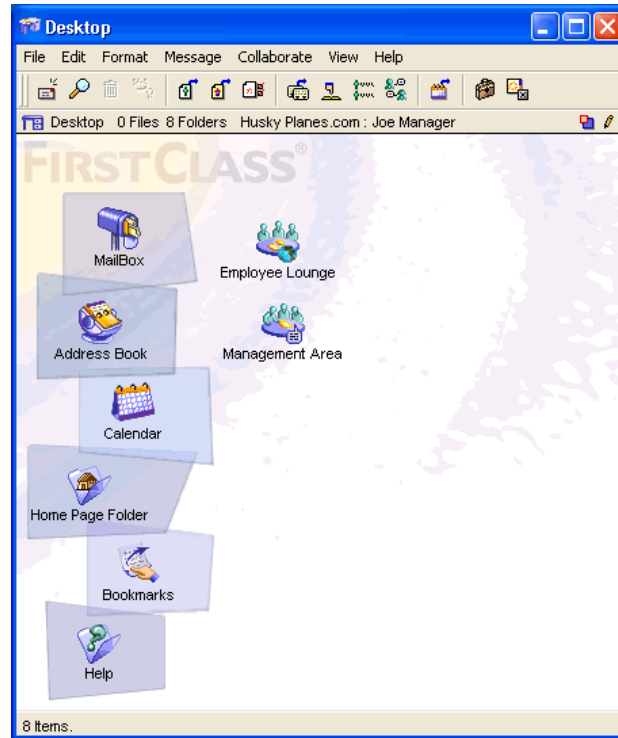 Desktop
File Edit Format Message Collaborate View Help
Desktop 0 Files 8 Folders Husky Planes.com : Joe Manager
FIRSTCLASS®
MailBox
Employee Lounge
Address Book
Management Area
Calendar
Home Page Folder
Bookmarks
Help
8 Items.